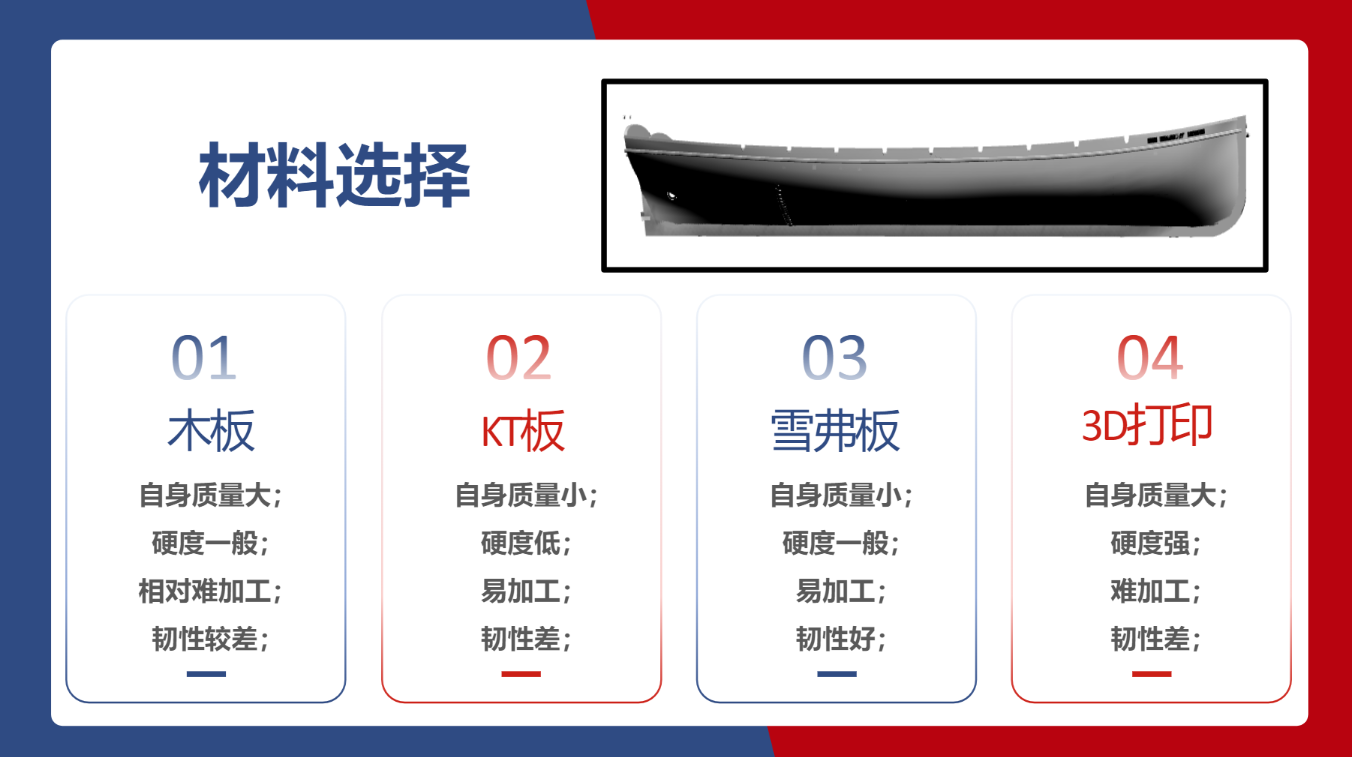 材料选择
01
木板
自身质量大；
硬度一般；
相对难加工；
韧性较差；
02
KT板
自身质量小；
硬度低；
易加工；
韧性差；
03
雪弗板
自身质量小；
硬度一般；
易加工；
韧性好；
04
3D打印
自身质量大；
硬度强；
难加工；
韧性差；